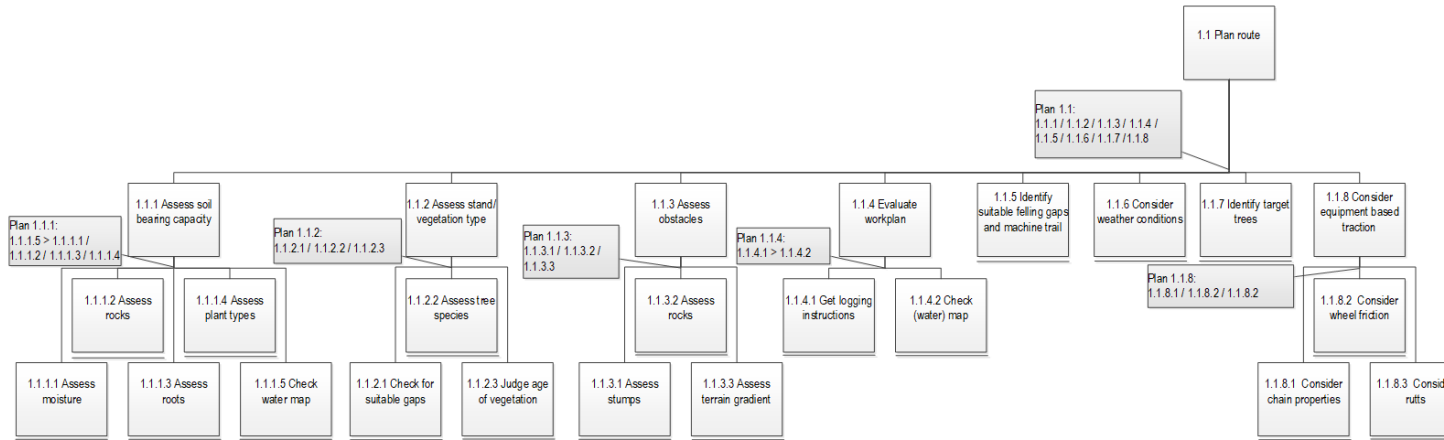 1.1 Plan route
Plan 1.1:
1.1.1 / 1.1.2 / 1.1.3 / 1.1.4 /
1.1.5 / 1.1.6 / 1.1.7 /1.1.8
1.1.1 Assess soil
bearing capacity
1.1.2 Assess stand/
vegetation type
1.1.3 Assess
obstacles
1.1.4 Evaluate
workplan
1.1.5 Identify
suitable felling gaps
and machine trail
1.1.6 Consider
weather conditions
1.1.7 Identify target
trees
1.1.8 Consider
equipment based
traction
Plan 1.1.1:
1.1.1.5 > 1.1.1.1 /
1.1.1.2 / 1.1.1.3 / 1.1.1.4
Plan 1.1.2:
1.1.2.1 / 1.1.2.2 / 1.1.2.3
Plan 1.1.3:
1.1.3.1 / 1.1.3.2 /
1.1.3.3
Plan 1.1.4:
1.1.4.1 > 1.1.4.2
Plan 1.1.8:
1.1.8.1 / 1.1.8.2 / 1.1.8.2
1.1.1.2 Assess
rocks
1.1.1.4 Assess
plant types
1.1.2.2 Assess tree
species
1.1.3.2 Assess
rocks
1.1.4.1 Get logging
instructions
1.1.4.2 Check
(water) map
1.1.8.2 Consider
wheel friction
1.1.1.1 Assess
moisture
1.1.1.3 Assess
roots
1.1.1.5 Check
water map
1.1.2.1 Check for
suitable gaps
1.1.2.3 Judge age
of vegetation
1.1.3.1 Assess
stumps
1.1.3.3 Assess
terrain gradient
1.1.8.1 Consider
chain properties
1.1.8.3 Consid
rutts